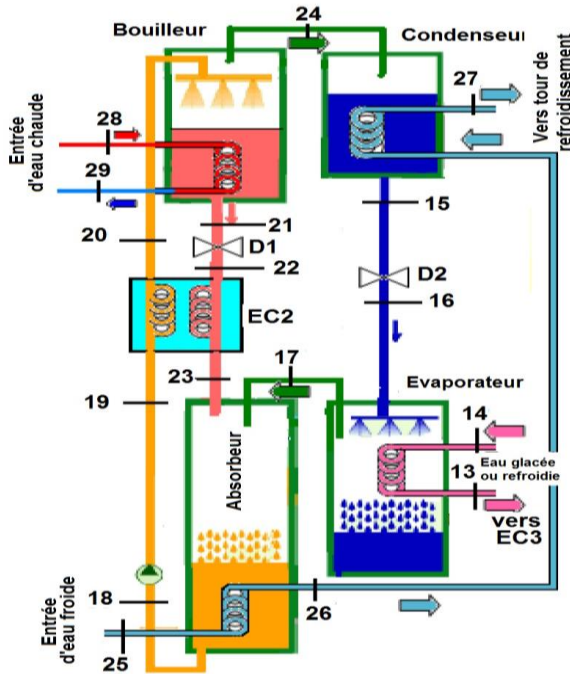 24
Bouilleur
Condenseur
27
Vers tour de
refroidissement
28
Entrée
d'eau chaude
29
21
15
20
D1
22
D2
16
EC2
23
17
Evaporateur
19
14
Absorbeur
13
Eau glacée
ou refroidie
vers
EC3
18
26
Entrée
d'eau froide
25